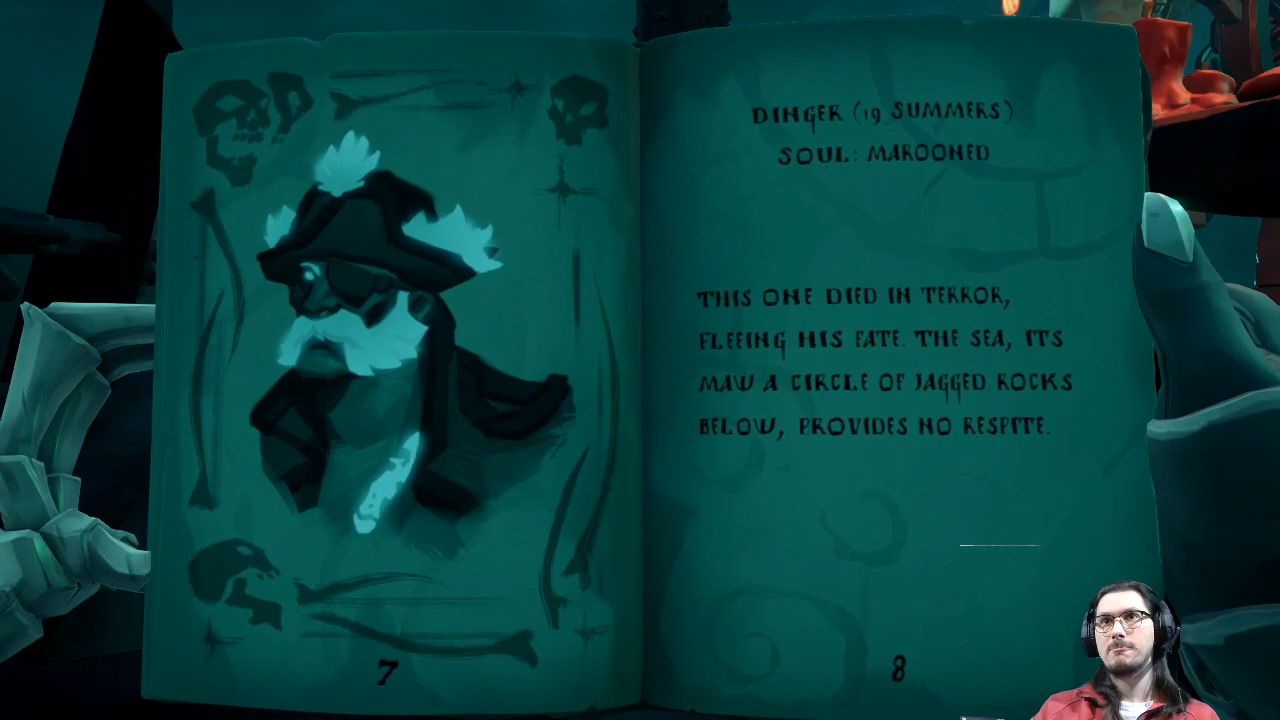 DINGER (19 SUMMERS)
SOUL: MAROONED
THIS ONE DIED IN TERROR,
FLEEING HIS FATE. THE SEA, ITS
MAW A CIRCLE OF JAGGED ROCKS
BELOW, PROVIDES NO RESPITE.
7
8